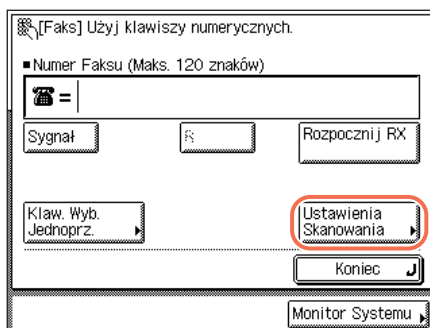 [Faks] Użyj klawiszy numerycznych.
■Numer Faksu (Maks. 120 znaków)
☎=
Sygnał
R
Rozpocznij RX
Klaw. Wyb.
Jednoprz.
Ustawienia
Skanowania
Koniec
Monitor Systemu